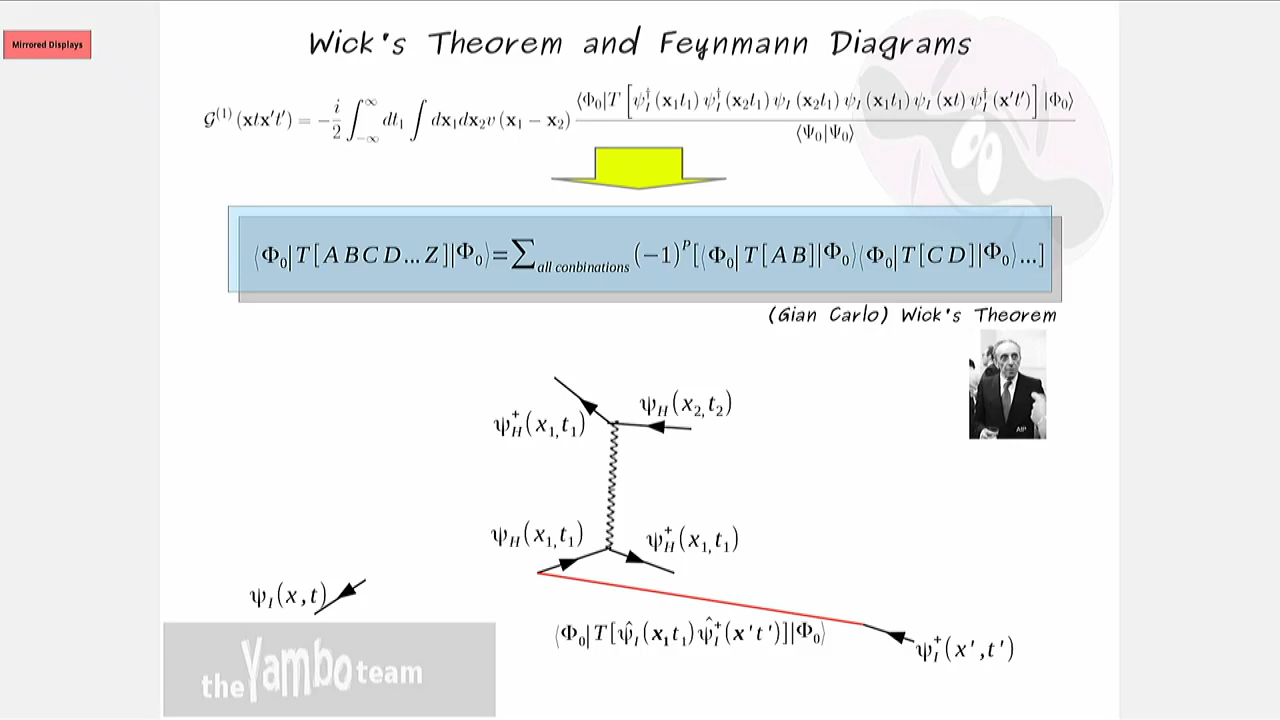 Mirrored Displays
Wick's Theorem and Feynmann Diagrams
𝒢⁽¹⁾ (xtx′t′) = −i/2 ∫_{−∞}^{∞} dt₁ ∫ dx₁dx₂v (x₁ − x₂) ⟨Φ₀|T [ψ_I^† (x₁t₁) ψ_I^† (x₂t₁) ψ_I (x₂t₁) ψ_I (x₁t₁) ψ_I (xt) ψ_I^† (x′t′)] |Φ₀⟩ / ⟨Ψ₀|Ψ₀⟩
⟨Φ₀|T[ABCD...Z]|Φ₀⟩=∑_{all conbinations} (−1)^p[⟨Φ₀|T[AB]|Φ₀⟩⟨Φ₀|T[CD]|Φ₀⟩...]
(Gian Carlo) Wick's Theorem
ψ_H(x₂,t₂)
ψ_H^+(x₁,t₁)
ψ_H(x₁,t₁)
ψ_H^+(x₁,t₁)
ψ_I(x,t)
⟨Φ₀|T[ψ̂_I(x₁t₁)ψ̂_I^+(x't')]|Φ₀⟩
ψ_I^+(x',t')
the Yambo team